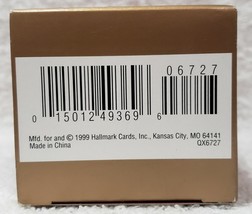 06727
0 15012 49369 6
Mfd. for and © 1999 Hallmark Cards, Inc., Kansas City, MO 64141
Made in China
QX6727